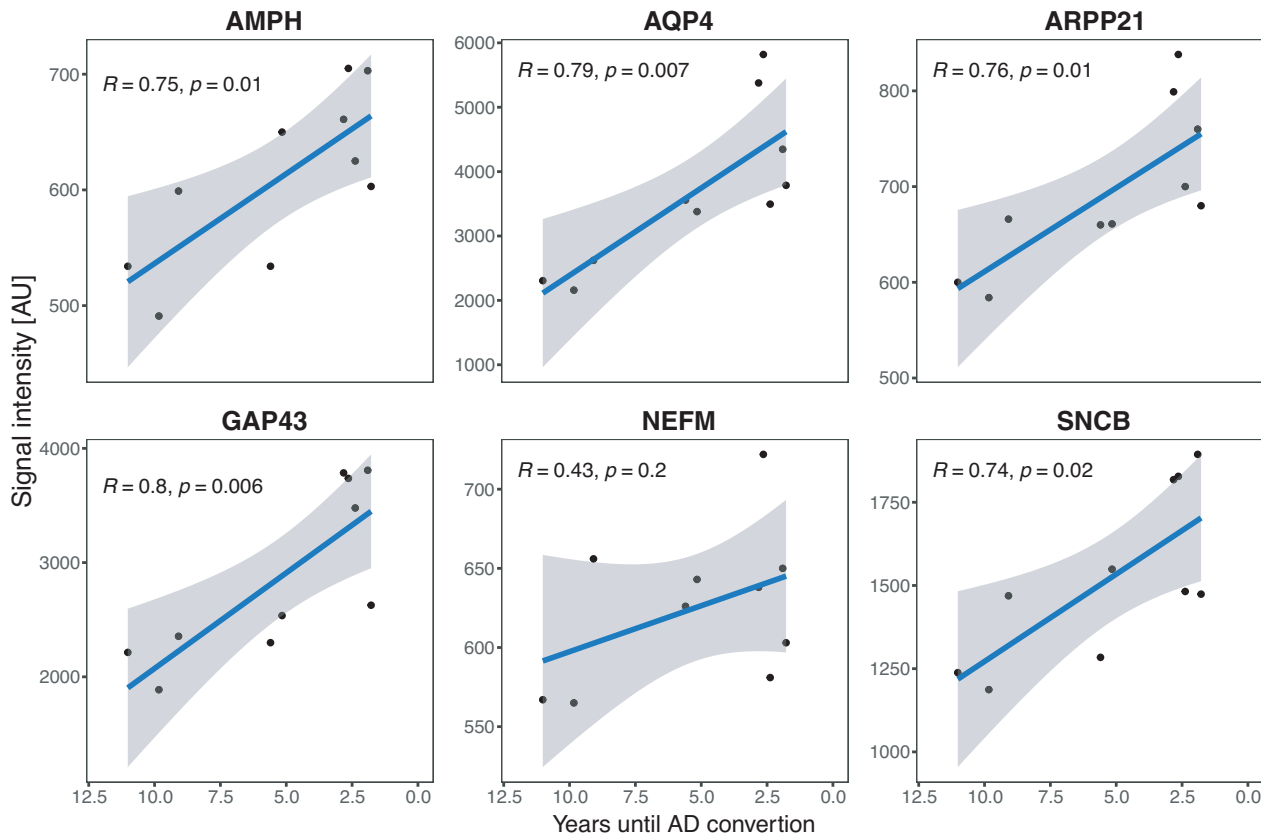 AMPH
AQP4
ARPP21
R = 0.75, p = 0.01
R = 0.79, p = 0.007
R = 0.76, p = 0.01
700
600
500
6000
5000
4000
3000
2000
1000
800
700
600
500
Signal intensity [AU]
GAP43
NEFM
SNCB
R = 0.8, p = 0.006
R = 0.43, p = 0.2
R = 0.74, p = 0.02
4000
3000
2000
700
650
600
550
1750
1500
1250
1000
12.5 10.0 7.5 5.0 2.5 0.0
12.5 10.0 7.5 5.0 2.5 0.0
12.5 10.0 7.5 5.0 2.5 0.0
Years until AD convertion